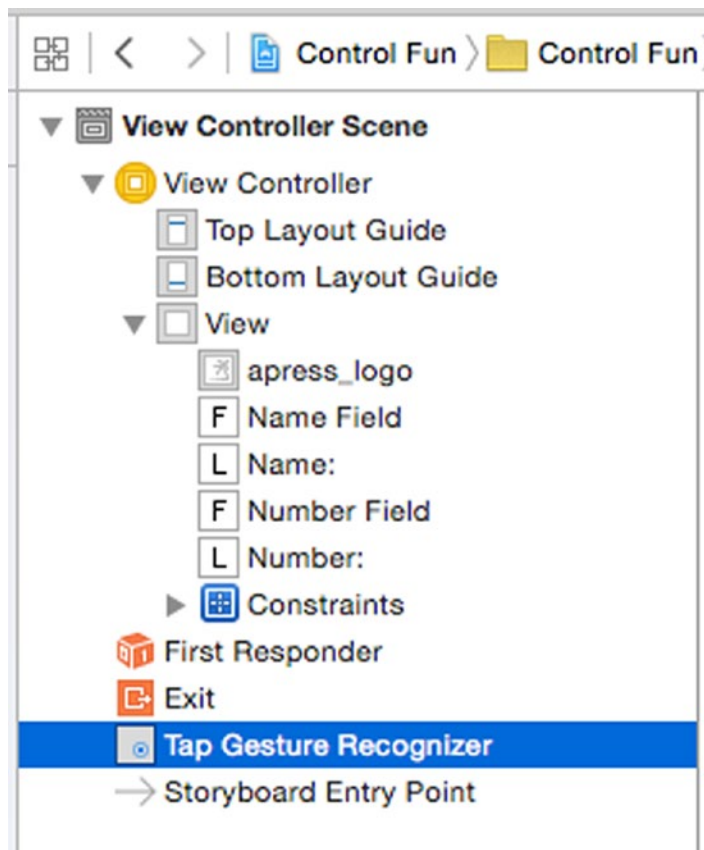 Control Fun Control Fun
View Controller Scene
View Controller
Top Layout Guide
Bottom Layout Guide
View
apress_logo
F Name Field
L Name:
F Number Field
L Number:
Constraints
First Responder
Exit
Tap Gesture Recognizer
Storyboard Entry Point